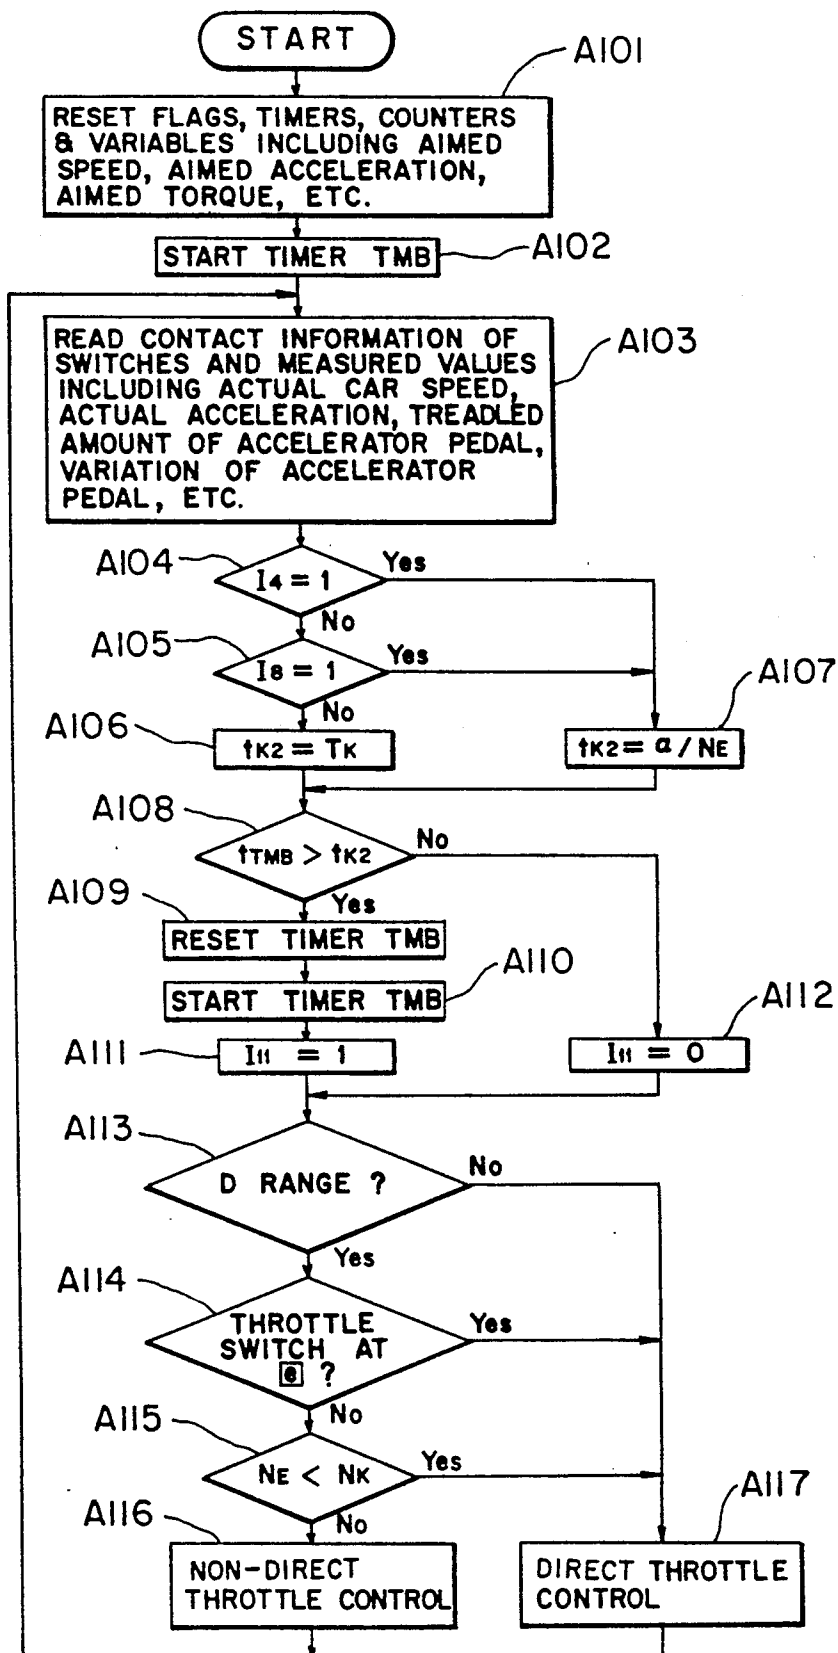 START
A101
RESET FLAGS, TIMERS, COUNTERS
& VARIABLES INCLUDING AIMED
SPEED, AIMED ACCELERATION,
AIMED TORQUE, ETC.
START TIMER TMB
A102
READ CONTACT INFORMATION OF
SWITCHES AND MEASURED VALUES
INCLUDING ACTUAL CAR SPEED,
ACTUAL ACCELERATION, TREADLED
AMOUNT OF ACCELERATOR PEDAL,
VARIATION OF ACCELERATOR
PEDAL, ETC.
A103
A104
I4 = 1
Yes
No
A105
I8 = 1
Yes
No
A106
tK2 = TK
A107
tK2 = α / NE
A108
tTMB > tK2
No
Yes
A109
RESET TIMER TMB
A110
START TIMER TMB
A111
I11 = 1
A112
I11 = 0
A113
D RANGE ?
No
Yes
A114
THROTTLE
SWITCH AT
e ?
Yes
No
A115
NE < NK
Yes
No
A116
NON-DIRECT
THROTTLE CONTROL
A117
DIRECT THROTTLE
CONTROL